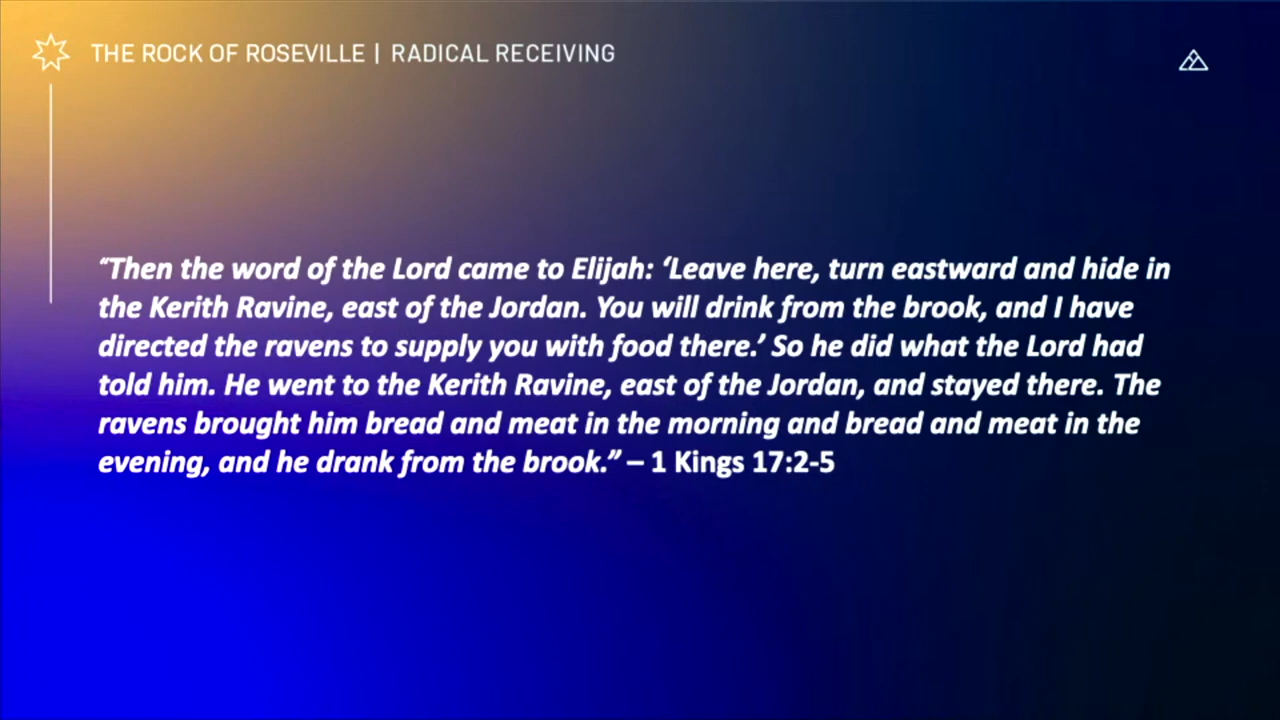 THE ROCK OF ROSEVILLE | RADICAL RECEIVING
“Then the word of the Lord came to Elijah: ‘Leave here, turn eastward and hide in
the Kerith Ravine, east of the Jordan. You will drink from the brook, and I have
directed the ravens to supply you with food there.’ So he did what the Lord had
told him. He went to the Kerith Ravine, east of the Jordan, and stayed there. The
ravens brought him bread and meat in the morning and bread and meat in the
evening, and he drank from the brook.” – 1 Kings 17:2-5